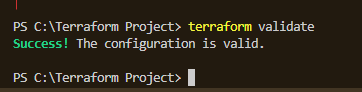 PS C:\Terraform Project> terraform validate
Success! The configuration is valid.
PS C:\Terraform Project>